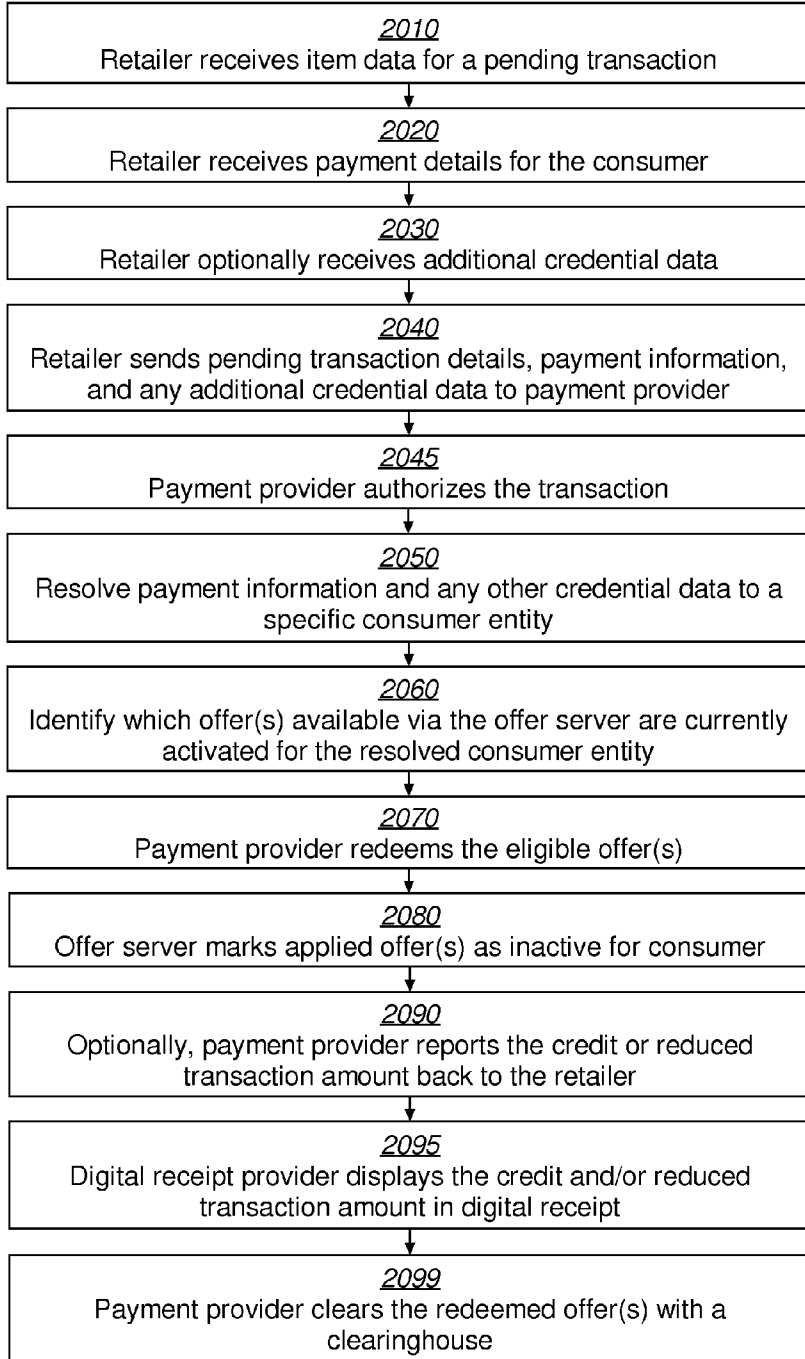 2010
Retailer receives item data for a pending transaction
2020
Retailer receives payment details for the consumer
2030
Retailer optionally receives additional credential data
2040
Retailer sends pending transaction details, payment information,
and any additional credential data to payment provider
2045
Payment provider authorizes the transaction
2050
Resolve payment information and any other credential data to a
specific consumer entity
2060
Identify which offer(s) available via the offer server are currently
activated for the resolved consumer entity
2070
Payment provider redeems the eligible offer(s)
2080
Offer server marks applied offer(s) as inactive for consumer
2090
Optionally, payment provider reports the credit or reduced
transaction amount back to the retailer
2095
Digital receipt provider displays the credit and/or reduced
transaction amount in digital receipt
2099
Payment provider clears the redeemed offer(s) with a
clearinghouse